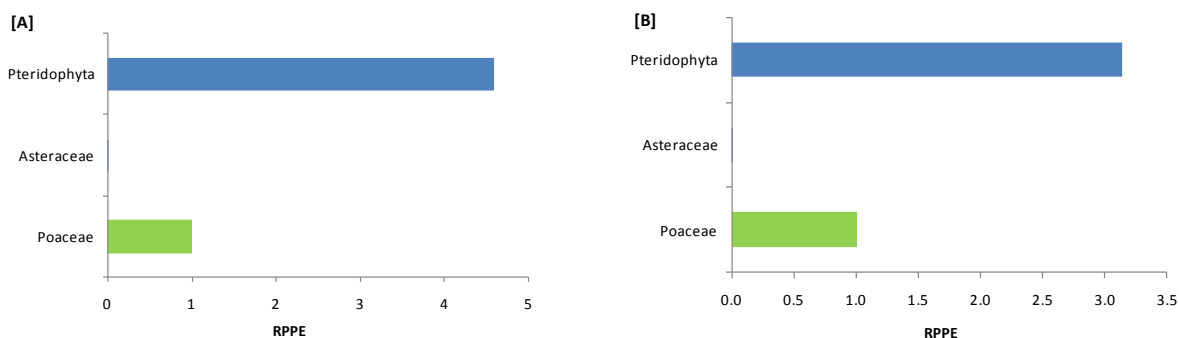 [A]
Pteridophyta
Asteraceae
Poaceae
0 1 2 3 4 5
RPPE
[B]
Pteridophyta
Asteraceae
Poaceae
0.0 0.5 1.0 1.5 2.0 2.5 3.0 3.5
RPPE